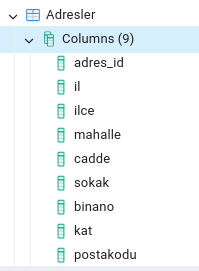 Adresler
Columns (9)
adres_id
il
ilce
mahalle
cadde
sokak
binano
kat
postakodu